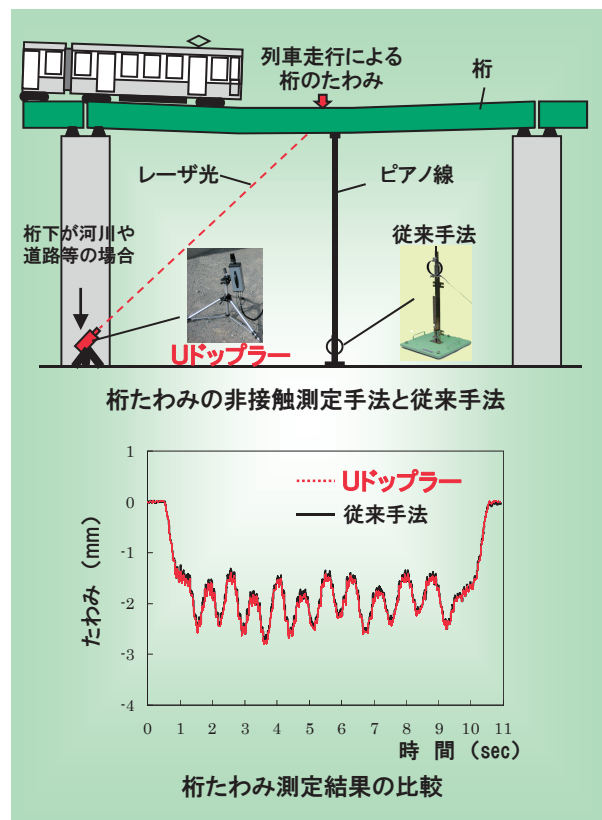 列車走行による
桁のたわみ
桁
レーザ光
ピアノ線
桁下が河川や
道路等の場合
従来手法
Uドップラー
桁たわみの非接触測定手法と従来手法
1
0
-1
-2
-3
-4
たわみ (mm)
Uドップラー
従来手法
0 1 2 3 4 5 6 7 8 9 10 11
時 間 (sec)
桁たわみ測定結果の比較